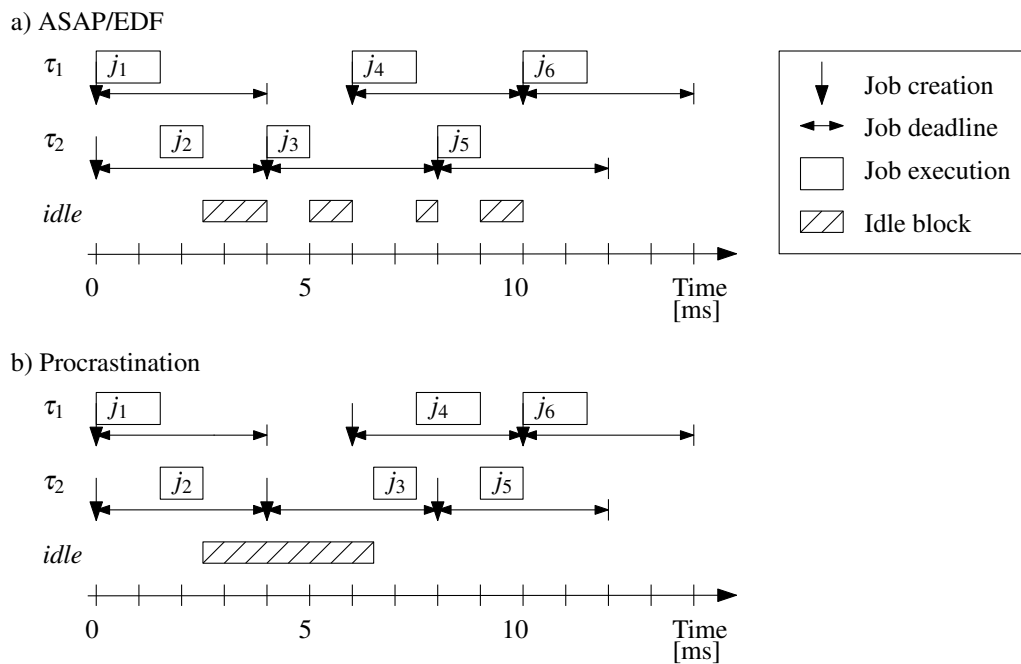 a) ASAP/EDF
τ1 j1 j4 j6
τ2 j2 j3 j5
idle
0 5 10 Time
[ms]
Job creation
Job deadline
Job execution
Idle block
b) Procrastination
τ1 j1 j4 j6
τ2 j2 j3 j5
idle
0 5 10 Time
[ms]